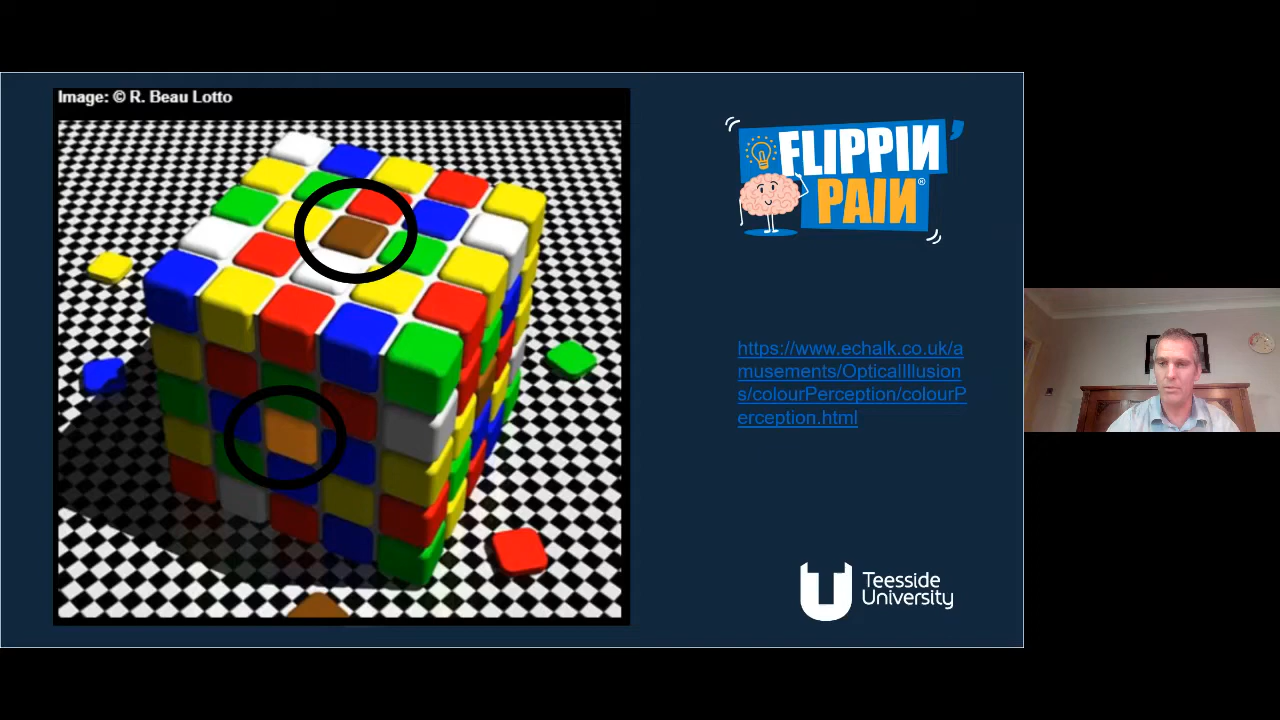 Image: © R. Beau Lotto
FLIPPIN'
PAIN®
https://www.echalk.co.uk/a
musements/OpticalIllusion
s/colourPerception/colourP
erception.html
Teesside
University